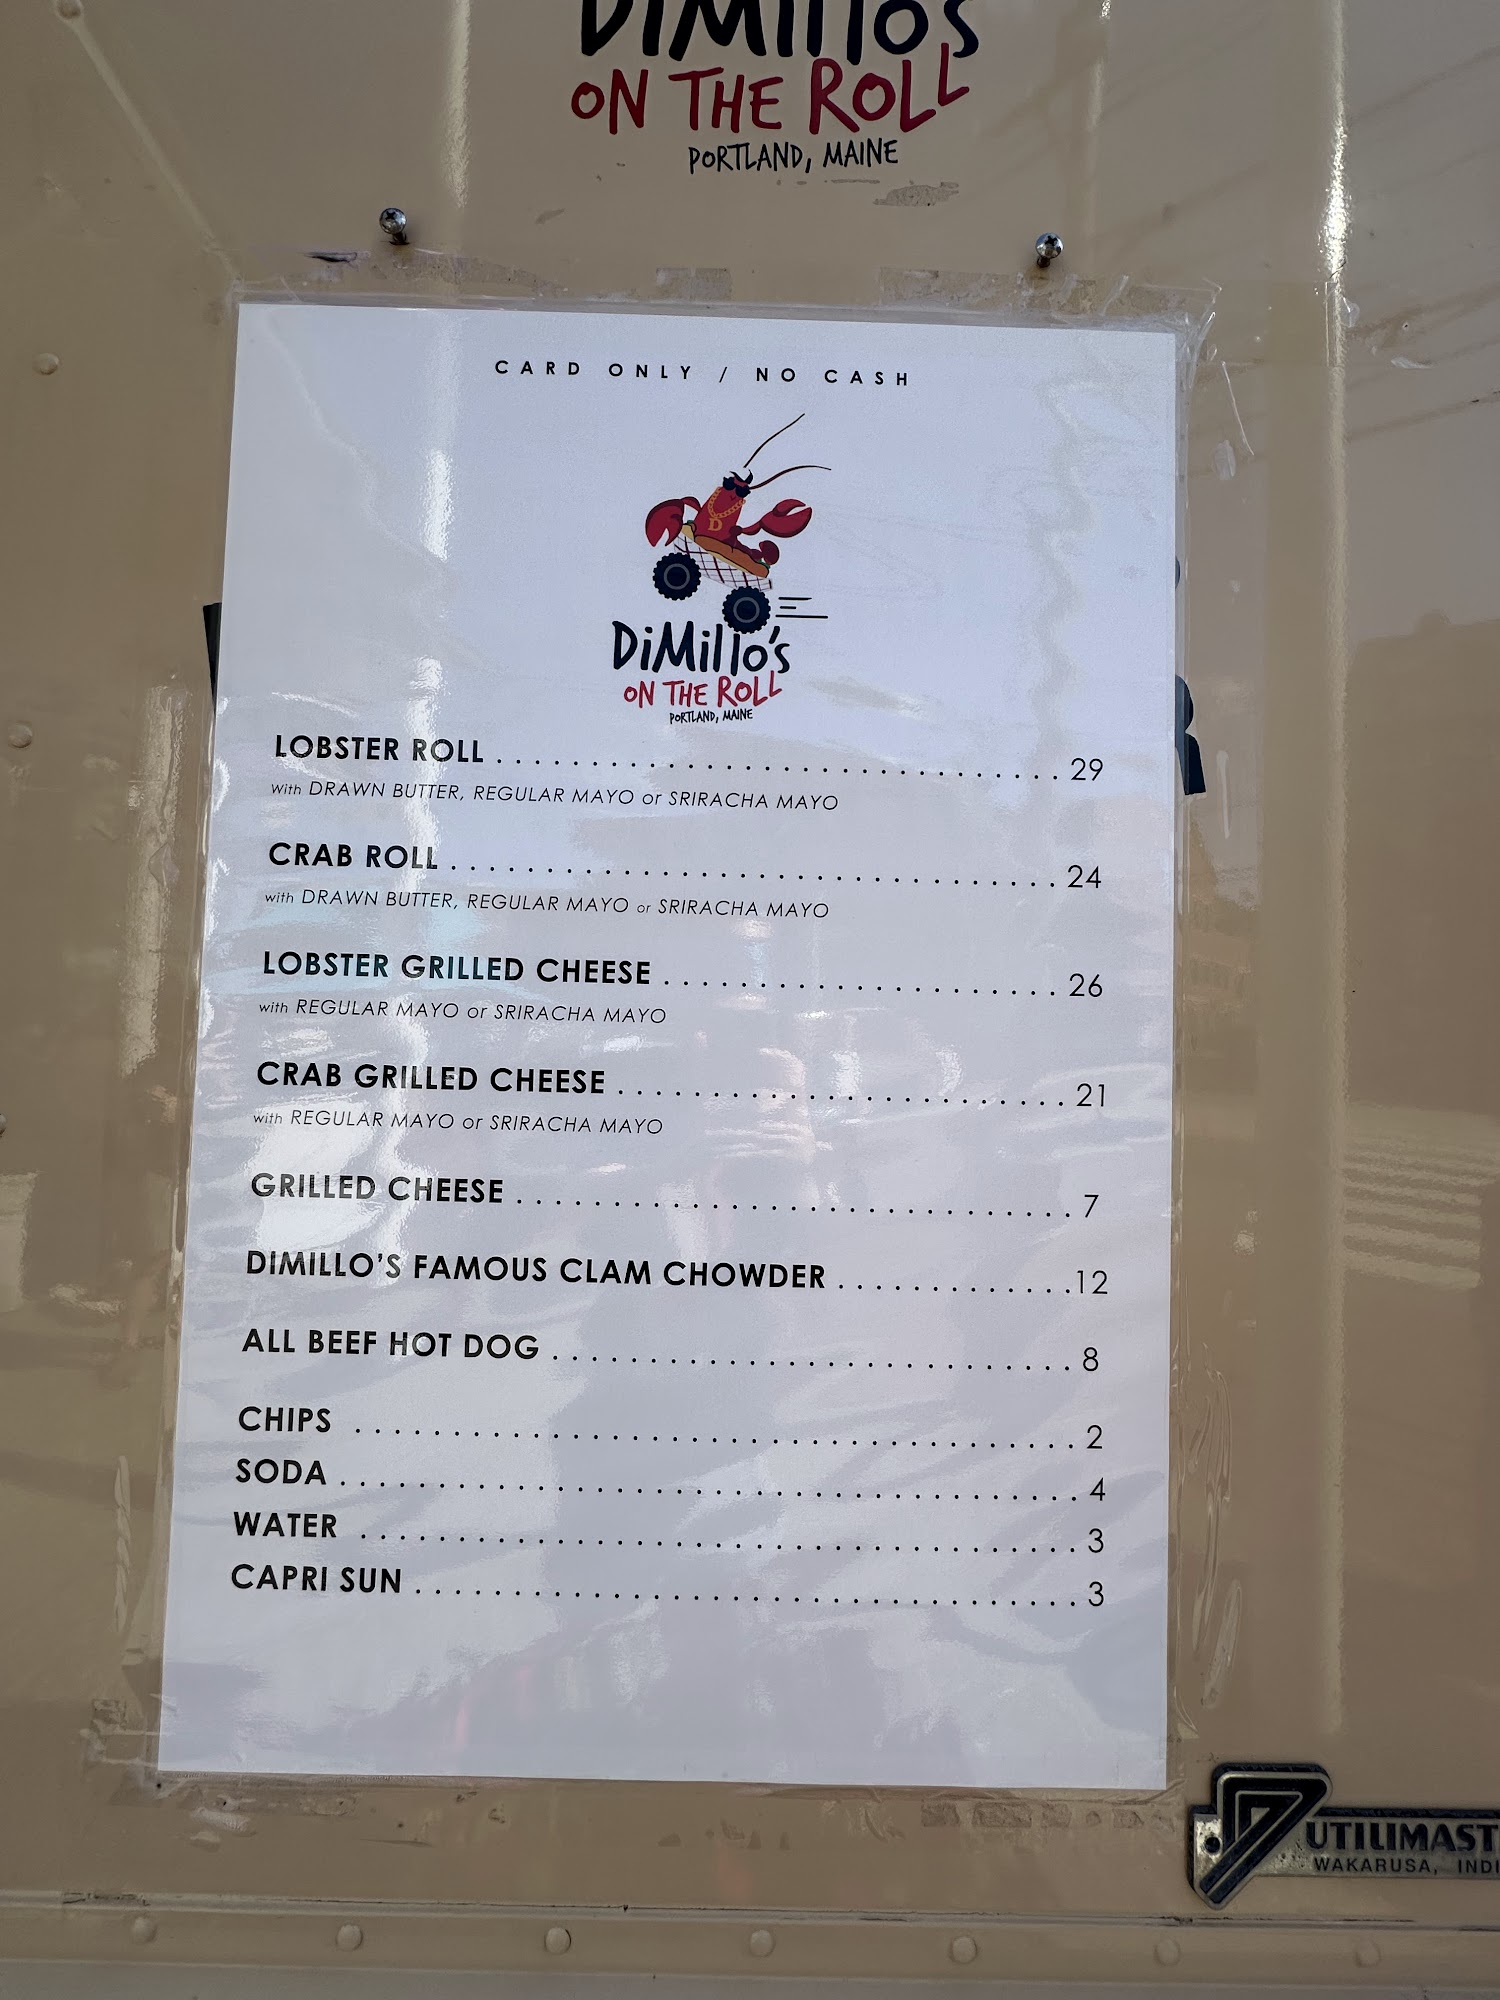 DiMillo's
ON THE ROLL
PORTLAND, MAINE
CARD ONLY / NO CASH
D
DiMillo's
ON THE ROLL
PORTLAND, MAINE
LOBSTER ROLL . . . . . . . . . . . . . . . . . . . . . . . . . . . . . . 29
with DRAWN BUTTER, REGULAR MAYO or SRIRACHA MAYO
CRAB ROLL . . . . . . . . . . . . . . . . . . . . . . . . . . . . . . . . 24
with DRAWN BUTTER, REGULAR MAYO or SRIRACHA MAYO
LOBSTER GRILLED CHEESE . . . . . . . . . . . . . . . . . . . . . 26
with REGULAR MAYO or SRIRACHA MAYO
CRAB GRILLED CHEESE . . . . . . . . . . . . . . . . . . . . . . . . 21
with REGULAR MAYO or SRIRACHA MAYO
GRILLED CHEESE . . . . . . . . . . . . . . . . . . . . . . . . . . . . . 7
DIMILLO'S FAMOUS CLAM CHOWDER . . . . . . . . . . . . .12
ALL BEEF HOT DOG . . . . . . . . . . . . . . . . . . . . . . . . . . . 8
CHIPS . . . . . . . . . . . . . . . . . . . . . . . . . . . . . . . . . . . . . . 2
SODA . . . . . . . . . . . . . . . . . . . . . . . . . . . . . . . . . . . . . . . 4
WATER . . . . . . . . . . . . . . . . . . . . . . . . . . . . . . . . . . . . . . 3
CAPRI SUN . . . . . . . . . . . . . . . . . . . . . . . . . . . . . . . . . . . 3
UTILIMAST
WAKARUSA, INDI